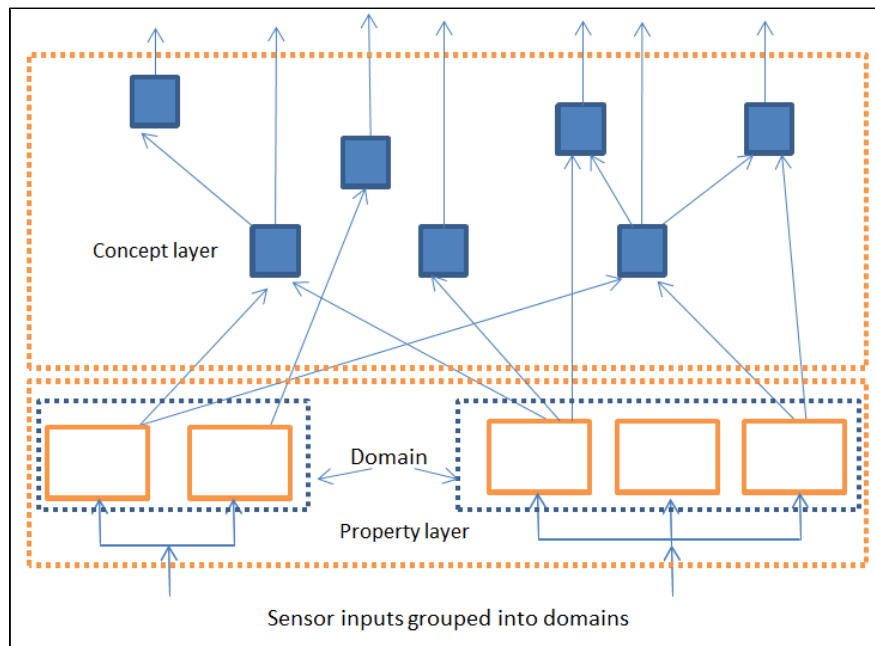 Concept layer
Domain
Property layer
Sensor inputs grouped into domains